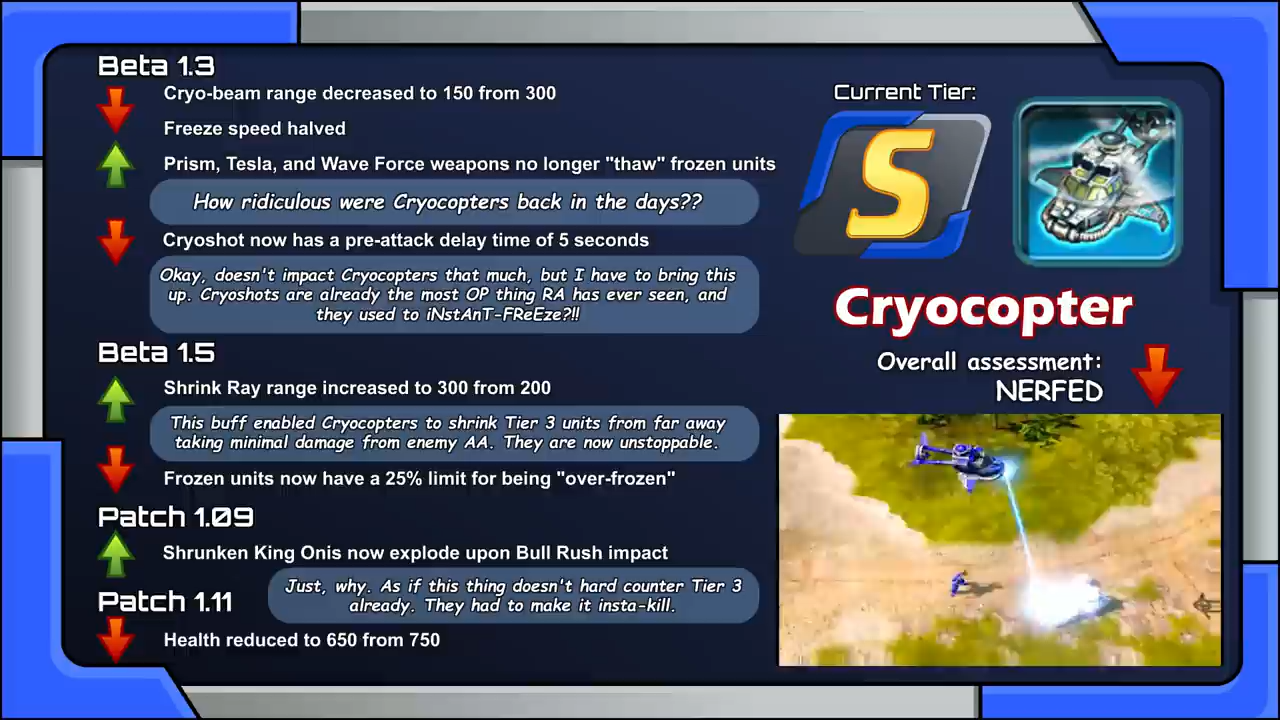 Beta 1.3
Cryo-beam range decreased to 150 from 300
Freeze speed halved
Prism, Tesla, and Wave Force weapons no longer "thaw" frozen units
How ridiculous were Cryocopters back in the days??
Cryoshot now has a pre-attack delay time of 5 seconds
Okay, doesn't impact Cryocopters that much, but I have to bring this
up. Cryoshots are already the most OP thing RA has ever seen, and
they used to iNstAnT-FReEze?!!
Beta 1.5
Shrink Ray range increased to 300 from 200
This buff enabled Cryocopters to shrink Tier 3 units from far away
taking minimal damage from enemy AA. They are now unstoppable.
Frozen units now have a 25% limit for being "over-frozen"
Patch 1.09
Shrunken King Onis now explode upon Bull Rush impact
Just, why. As if this thing doesn't hard counter Tier 3
already. They had to make it insta-kill.
Patch 1.11
Health reduced to 650 from 750
Current Tier:
S
Cryocopter
Overall assessment:
NERFED